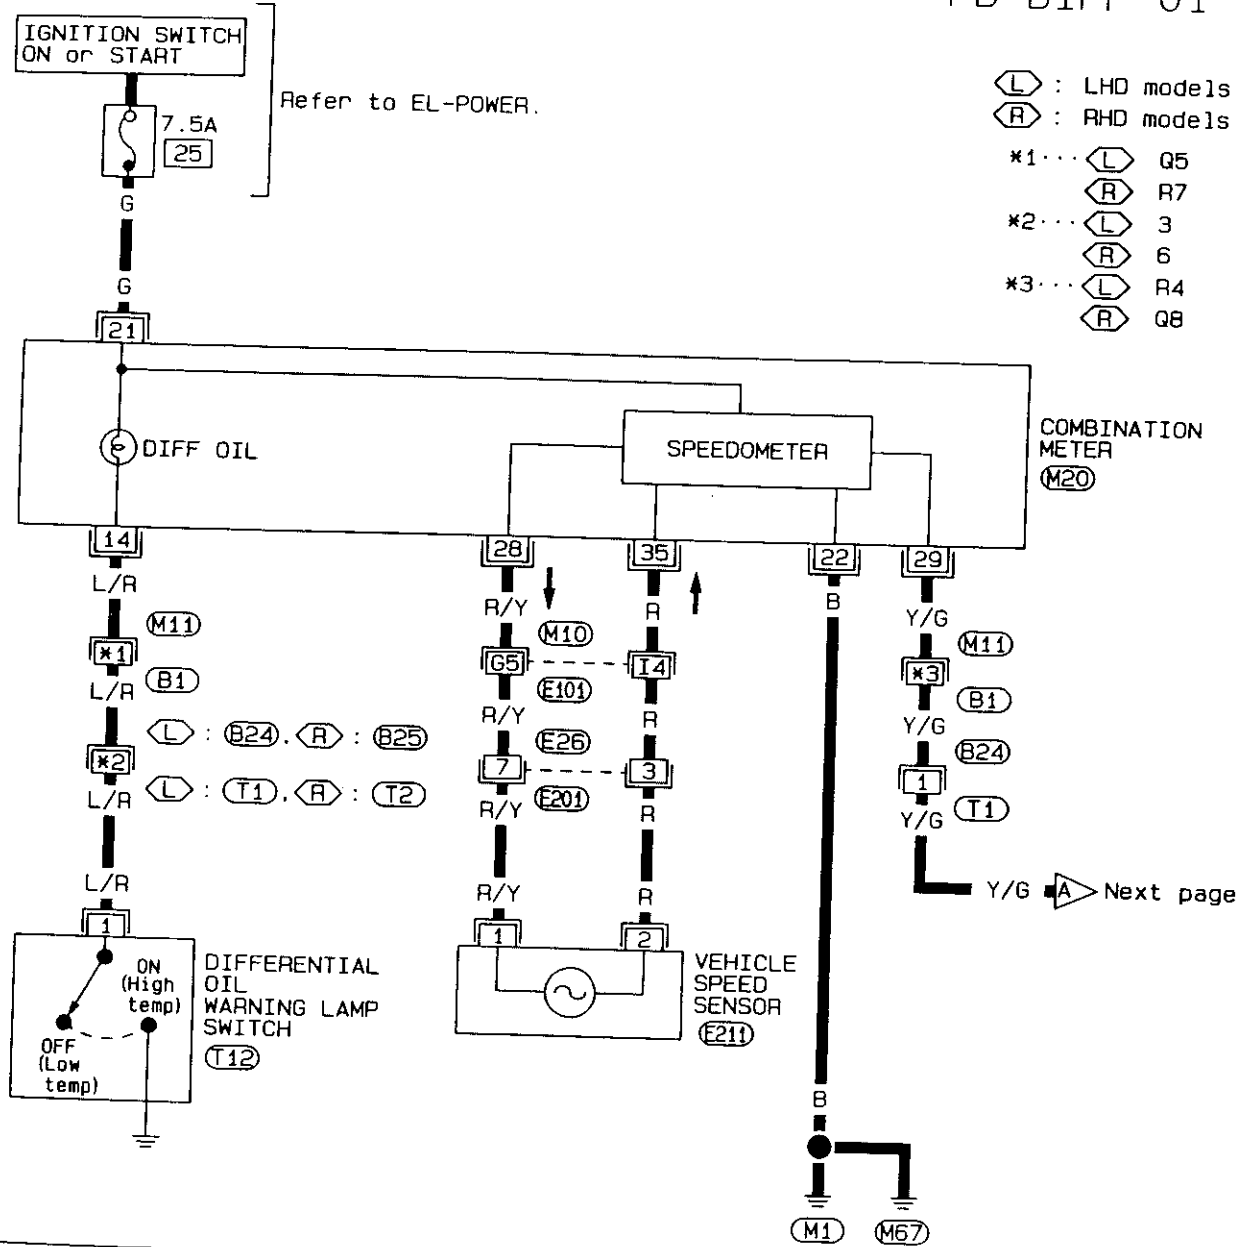 PD-DIFF-01
IGNITION SWITCH
ON or START
Refer to EL-POWER.
7.5A
25
L : LHD models
R : RHD models
*1··· L Q5
R R7
*2··· L 3
R 6
*3··· L R4
R Q8
G
G
21
DIFF OIL
SPEEDOMETER
COMBINATION
METER
M20
14
28
35
22
29
L/R
R/Y
R
B
Y/G
M11
M10
M11
*1
G5
I4
*3
B1
E101
B1
L/R
R/Y
R
Y/G
L : B24, R : B25
E26
B24
*2
7
3
1
L : T1, R : T2
E201
T1
L/R
R/Y
R
Y/G
L/R
R/Y
R
Y/G
A
Next page
1
1
2
ON
(High
temp)
OFF
(Low
temp)
DIFFERENTIAL
OIL
WARNING LAMP
SWITCH
T12
VEHICLE
SPEED
SENSOR
E211
B
M1
M67